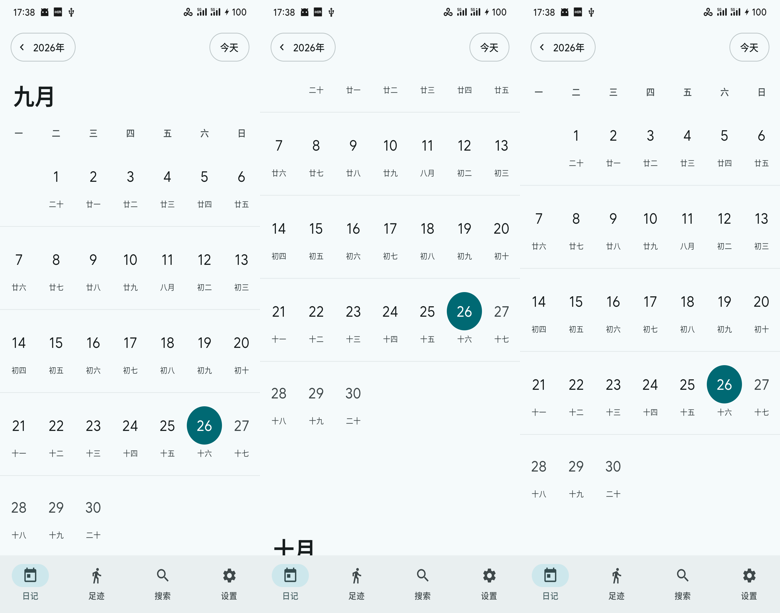 17:38 100
< 2026年 今天
九月
一 二 三 四 五 六 日
1 2 3 4 5 6
二十 廿一 廿二 廿三 廿四 廿五
7 8 9 10 11 12 13
廿六 廿七 廿八 廿九 八月 初二 初三
14 15 16 17 18 19 20
初四 初五 初六 初七 初八 初九 初十
21 22 23 24 25 26 27
十一 十二 十三 十四 十五 十六 十七
28 29 30
十八 十九 二十
日记 足迹 搜索 设置
17:38 100
< 2026年 今天
二十 廿一 廿二 廿三 廿四 廿五
7 8 9 10 11 12 13
廿六 廿七 廿八 廿九 八月 初二 初三
14 15 16 17 18 19 20
初四 初五 初六 初七 初八 初九 初十
21 22 23 24 25 26 27
十一 十二 十三 十四 十五 十六 十七
28 29 30
十八 十九 二十
十月
日记 足迹 搜索 设置
17:38 100
< 2026年 今天
一 二 三 四 五 六 日
1 2 3 4 5 6
二十 廿一 廿二 廿三 廿四 廿五
7 8 9 10 11 12 13
廿六 廿七 廿八 廿九 八月 初二 初三
14 15 16 17 18 19 20
初四 初五 初六 初七 初八 初九 初十
21 22 23 24 25 26 27
十一 十二 十三 十四 十五 十六 十七
28 29 30
十八 十九 二十
日记 足迹 搜索 设置